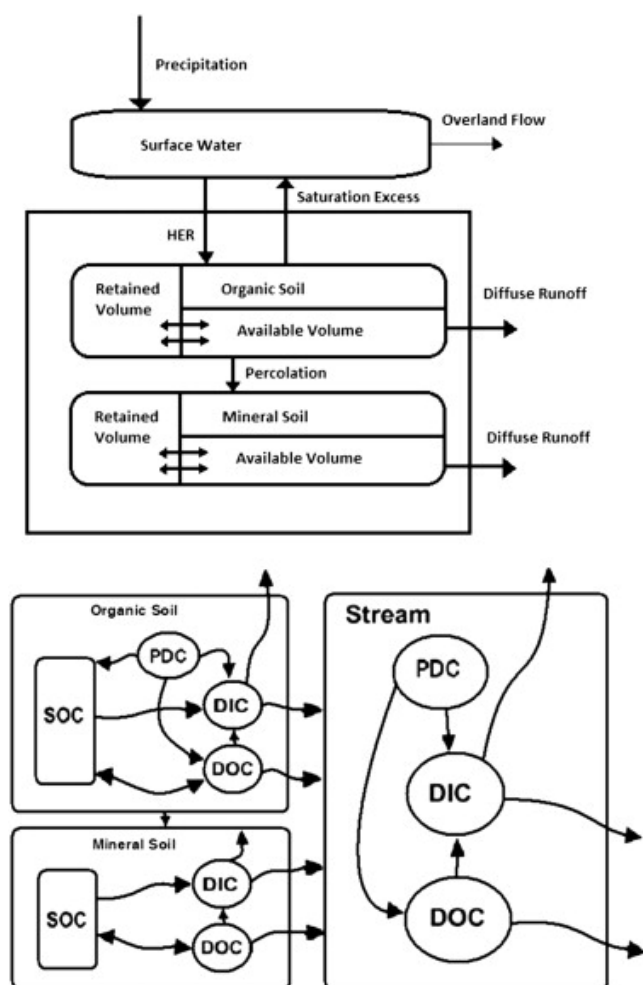 Precipitation
Surface Water
Overland Flow
HER
Saturation Excess
Retained
Volume
Organic Soil
Available Volume
Diffuse Runoff
Percolation
Retained
Volume
Mineral Soil
Available Volume
Diffuse Runoff
Organic Soil
PDC
SOC
DIC
DOC
Mineral Soil
SOC
DIC
DOC
Stream
PDC
DIC
DOC